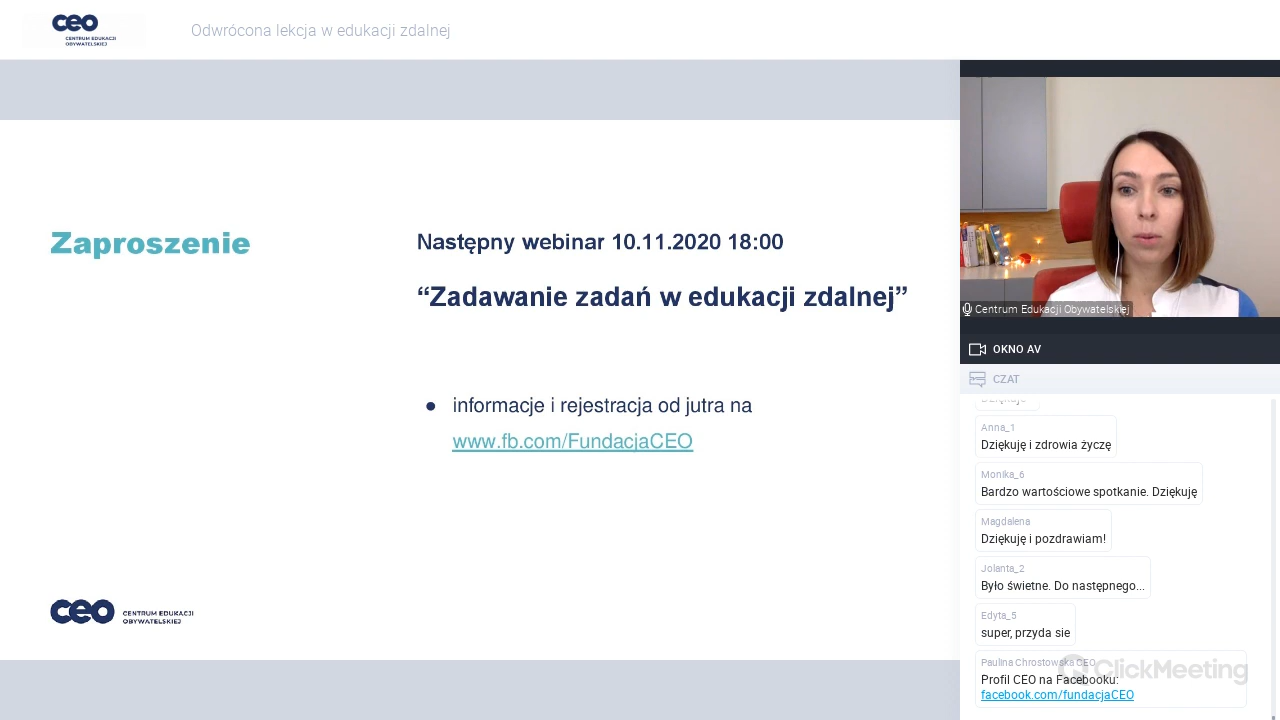 ceo
CENTRUM EDUKACJI
OBYWATELSKIEJ
Odwrócona lekcja w edukacji zdalnej
Zaproszenie
Następny webinar 10.11.2020 18:00
“Zadawanie zadań w edukacji zdalnej”
● informacje i rejestracja od jutra na
www.fb.com/FundacjaCEO
ceo
CENTRUM EDUKACJI
OBYWATELSKIEJ
Centrum Edukacji Obywatelskiej
OKNO AV
CZAT
Dziękuję
Anna_1
Dziękuję i zdrowia życzę
Monika_6
Bardzo wartościowe spotkanie. Dziękuję
Magdalena
Dziękuję i pozdrawiam!
Jolanta_2
Było świetne. Do następnego...
Edyta_5
super, przyda sie
Paulina Chrostowska CEO
Profil CEO na Facebooku:
facebook.com/fundacjaCEO
ClickMeeting